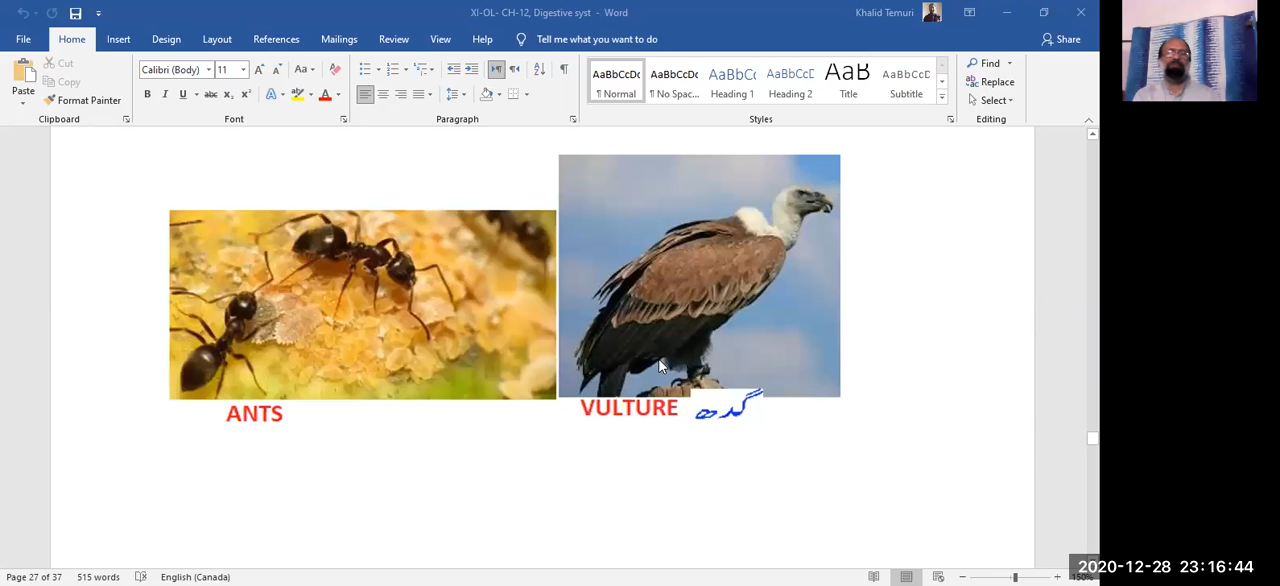 XI-OL- CH-12, Digestive syst - Word
Khalid Temuri
File Home Insert Design Layout References Mailings Review View Help Tell me what you want to do Share
Paste
Cut
Copy
Format Painter
Clipboard
Calibri (Body) 11
Font
Paragraph
AaBbCcDc AaBbCcDc AaBbCc AaBbCcD AaB AaBbCcD
¶ Normal ¶ No Spac... Heading 1 Heading 2 Title Subtitle
Styles
Find
Replace
Select
Editing
ANTS
VULTURE گدھ
Page 27 of 37 515 words English (Canada)
150%
2020-12-28 23:16:44